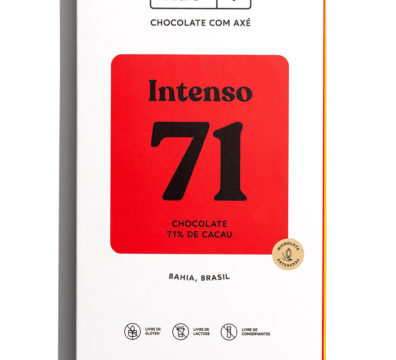 CHOCOLATE COM AXÉ
Intenso
71
CHOCOLATE
71% DE CACAU
BAHIA, BRASIL
LIVRE DE
GLÚTEN
LIVRE DE
LACTOSE
LIVRE DE
CONSERVANTES